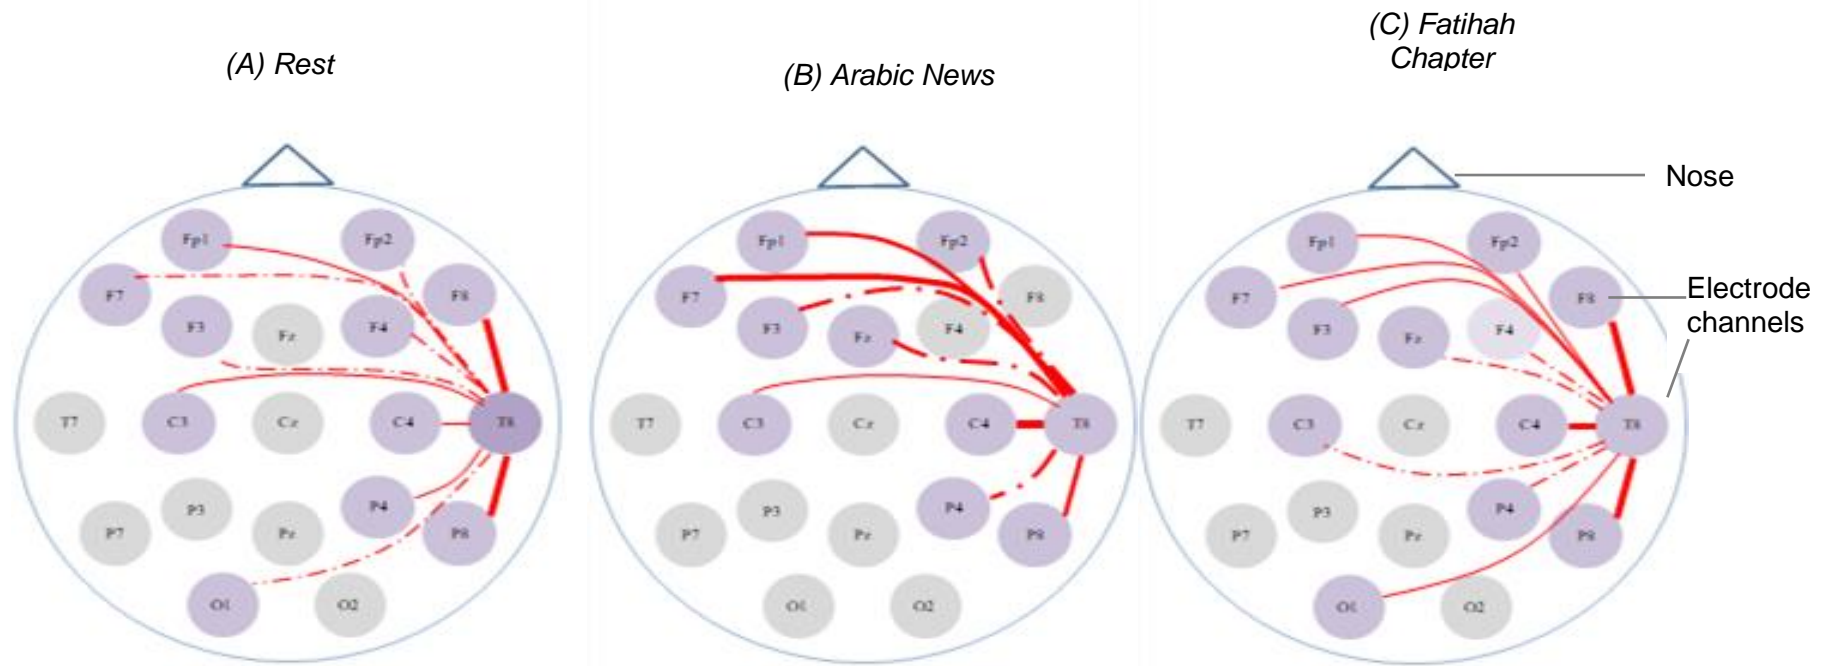 (A) Rest
(B) Arabic News
(C) Fatihah
Chapter
Fp1
Fp2
F7
F8
F3
Fz
F4
T7
C3
Cz
C4
T8
P3
P4
P7
Pz
P8
O1
O2
Fp1
Fp2
F7
F8
F3
Fz
F4
T7
C3
Cz
C4
T8
P3
P4
P7
Pz
P8
O1
O2
Nose
Fp1
Fp2
F7
F8
F3
Fz
F4
Electrode
channels
T7
C3
Cz
C4
T8
P3
P4
P7
Pz
P8
O1
O2